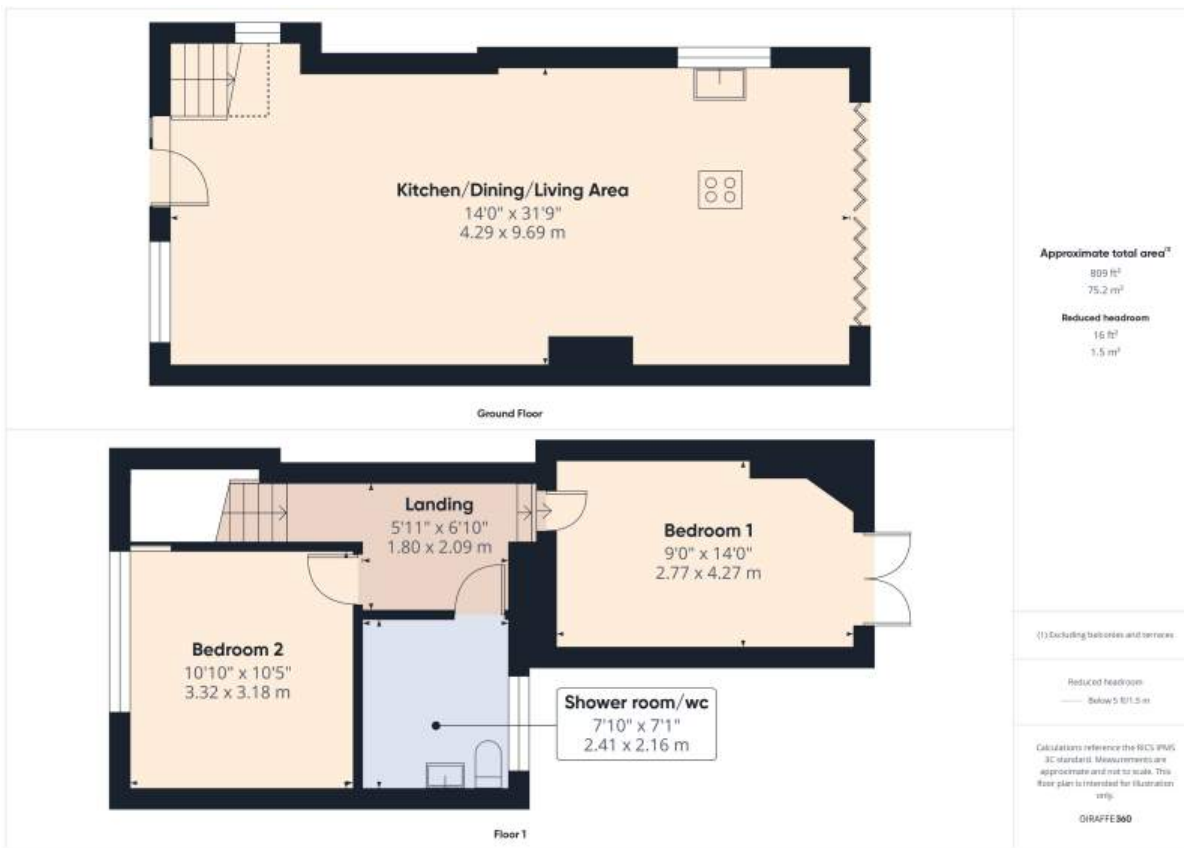 Kitchen/Dining/Living Area
14'0" x 31'9"
4.29 x 9.69 m
Ground Floor
Landing
5'11" x 6'10"
1.80 x 2.09 m
Bedroom 1
9'0" x 14'0"
2.77 x 4.27 m
Bedroom 2
10'10" x 10'5"
3.32 x 3.18 m
Shower room/wc
7'10" x 7'1"
2.41 x 2.16 m
Floor 1
Approximate total area(1)
809 ft²
75.2 m²
Reduced headroom
16 ft²
1.5 m²
(1) Excluding balconies and terraces
Reduced headroom
Below 5 ft/1.5 m
Calculations reference the RICS IPMS
3C standard. Measurements are
approximate and not to scale. This
floor plan is intended for illustration
only.
GIRAFFE360